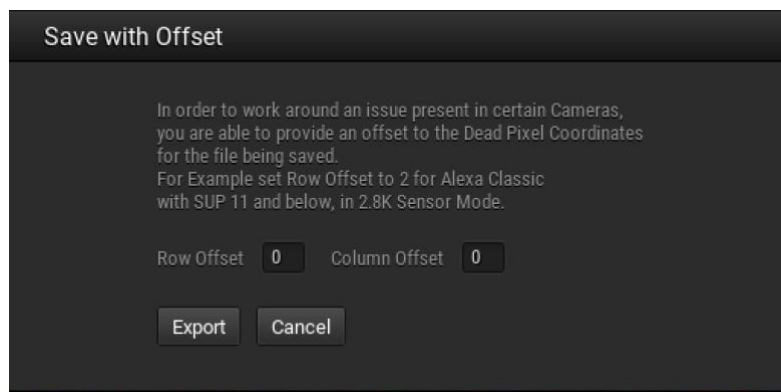 Save with Offset
In order to work around an issue present in certain Cameras,
you are able to provide an offset to the Dead Pixel Coordinates
for the file being saved.
For Example set Row Offset to 2 for Alexa Classic
with SUP 11 and below, in 2.8K Sensor Mode.
Row Offset 0 Column Offset 0
Export Cancel